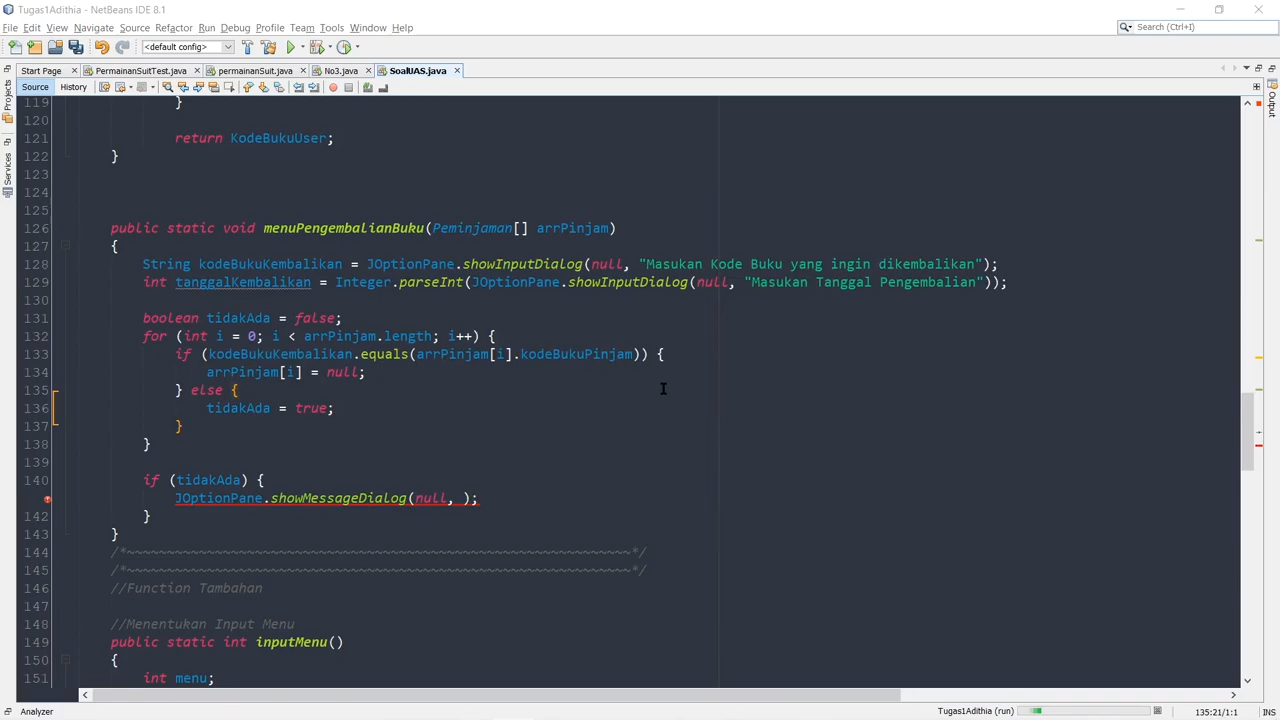 Tugas1Adithia - NetBeans IDE 8.1
File Edit View Navigate Source Refactor Run Debug Profile Team Tools Window Help
Search (Ctrl+I)
<default config>
Start Page PermainanSuitTest.java permainanSuit.java No3.java SoalUAS.java
Source History
Projects
Services
Output
119 }
120
121 return KodeBukuUser;
122 }
123
124
125
126 public static void menuPengembalianBuku(Peminjaman[] arrPinjam)
127 {
128 String kodeBukuKembalikan = JOptionPane.showInputDialog(null, "Masukan Kode Buku yang ingin dikembalikan");
129 int tanggalKembalikan = Integer.parseInt(JOptionPane.showInputDialog(null, "Masukan Tanggal Pengembalian"));
130
131 boolean tidakAda = false;
132 for (int i = 0; i < arrPinjam.length; i++) {
133 if (kodeBukuKembalikan.equals(arrPinjam[i].kodeBukuPinjam)) {
134 arrPinjam[i] = null;
135 } else {
136 tidakAda = true;
137 }
138 }
139
140 if (tidakAda) {
JOptionPane.showMessageDialog(null, );
142 }
143 }
144 /*~~~~~~~~~~~~~~~~~~~~~~~~~~~~~~~~~~~~~~~~~~~~~~~~~~~~~~~~~~~~~~~*/
145 /*~~~~~~~~~~~~~~~~~~~~~~~~~~~~~~~~~~~~~~~~~~~~~~~~~~~~~~~~~~~~~~~*/
146 //Function Tambahan
147
148 //Menentukan Input Menu
149 public static int inputMenu()
150 {
151 int menu;
Analyzer
Tugas1Adithia (run)
135:21/1:1
INS